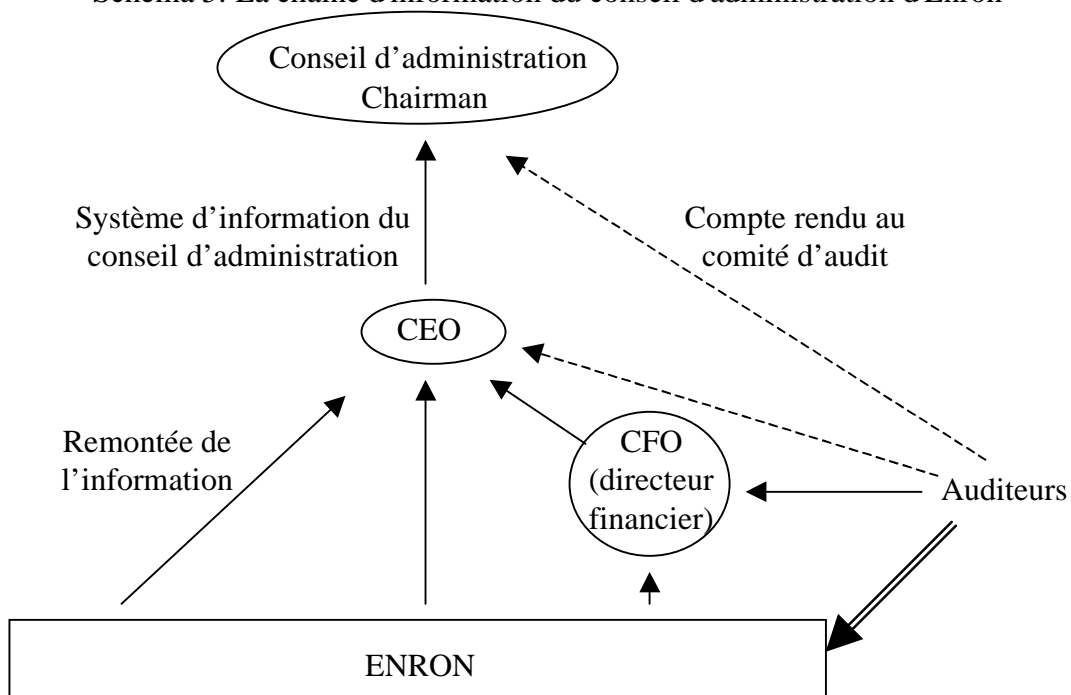 Schéma 3: La chaîne d'information du conseil d'administration d'Enron
Conseil d’administration
Chairman
Système d’information du
conseil d’administration
Compte rendu au
comité d’audit
CEO
Remontée de
l’information
CFO
(directeur
financier)
Auditeurs
ENRON